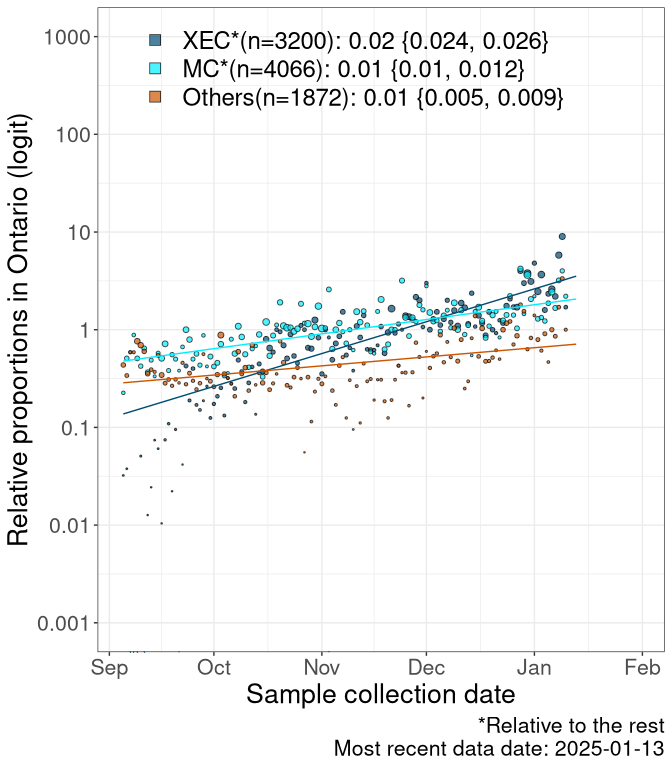 XEC*(n=3200): 0.02 {0.024, 0.026}
MC*(n=4066): 0.01 {0.01, 0.012}
Others(n=1872): 0.01 {0.005, 0.009}
Relative proportions in Ontario (logit)
1000
100
10
1
0.1
0.01
0.001
Sep Oct Nov Dec Jan Feb
Sample collection date
*Relative to the rest
Most recent data date: 2025-01-13